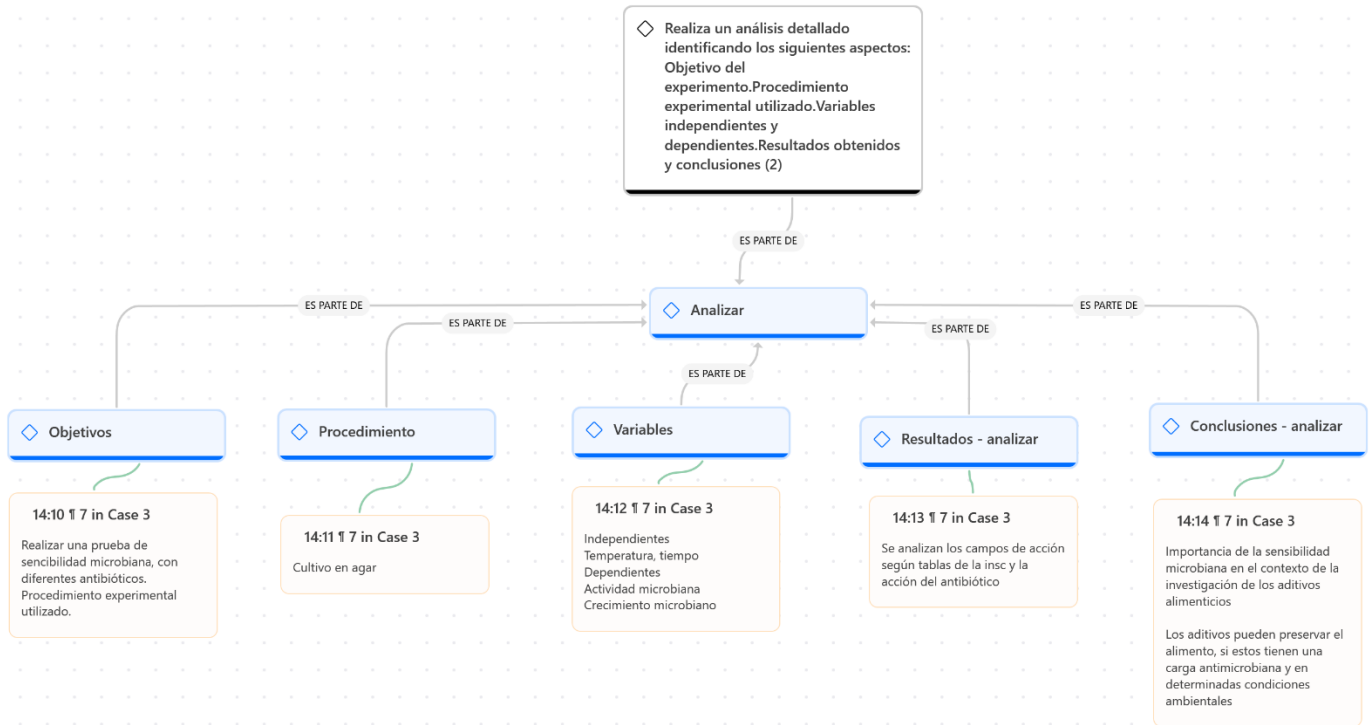 Realiza un análisis detallado
identificando los siguientes aspectos:
Objetivo del
experimento.Procedimiento
experimental utilizado.Variables
independientes y
dependientes.Resultados obtenidos
y conclusiones (2)
ES PARTE DE
Analizar
ES PARTE DE
ES PARTE DE
ES PARTE DE
ES PARTE DE
ES PARTE DE
Objetivos
14:10 ¶ 7 in Case 3
Realizar una prueba de
sencibilidad microbiana, con
diferentes antibióticos.
Procedimiento experimental
utilizado.
Procedimiento
14:11 ¶ 7 in Case 3
Cultivo en agar
Variables
14:12 ¶ 7 in Case 3
Independientes
Temperatura, tiempo
Dependientes
Actividad microbiana
Crecimiento microbiano
Resultados - analizar
14:13 ¶ 7 in Case 3
Se analizan los campos de acción
según tablas de la insc y la
acción del antibiótico
Conclusiones - analizar
14:14 ¶ 7 in Case 3
Importancia de la sensibilidad
microbiana en el contexto de la
investigación de los aditivos
alimenticios
Los aditivos pueden preservar el
alimento, si estos tienen una
carga antimicrobiana y en
determinadas condiciones
ambientales